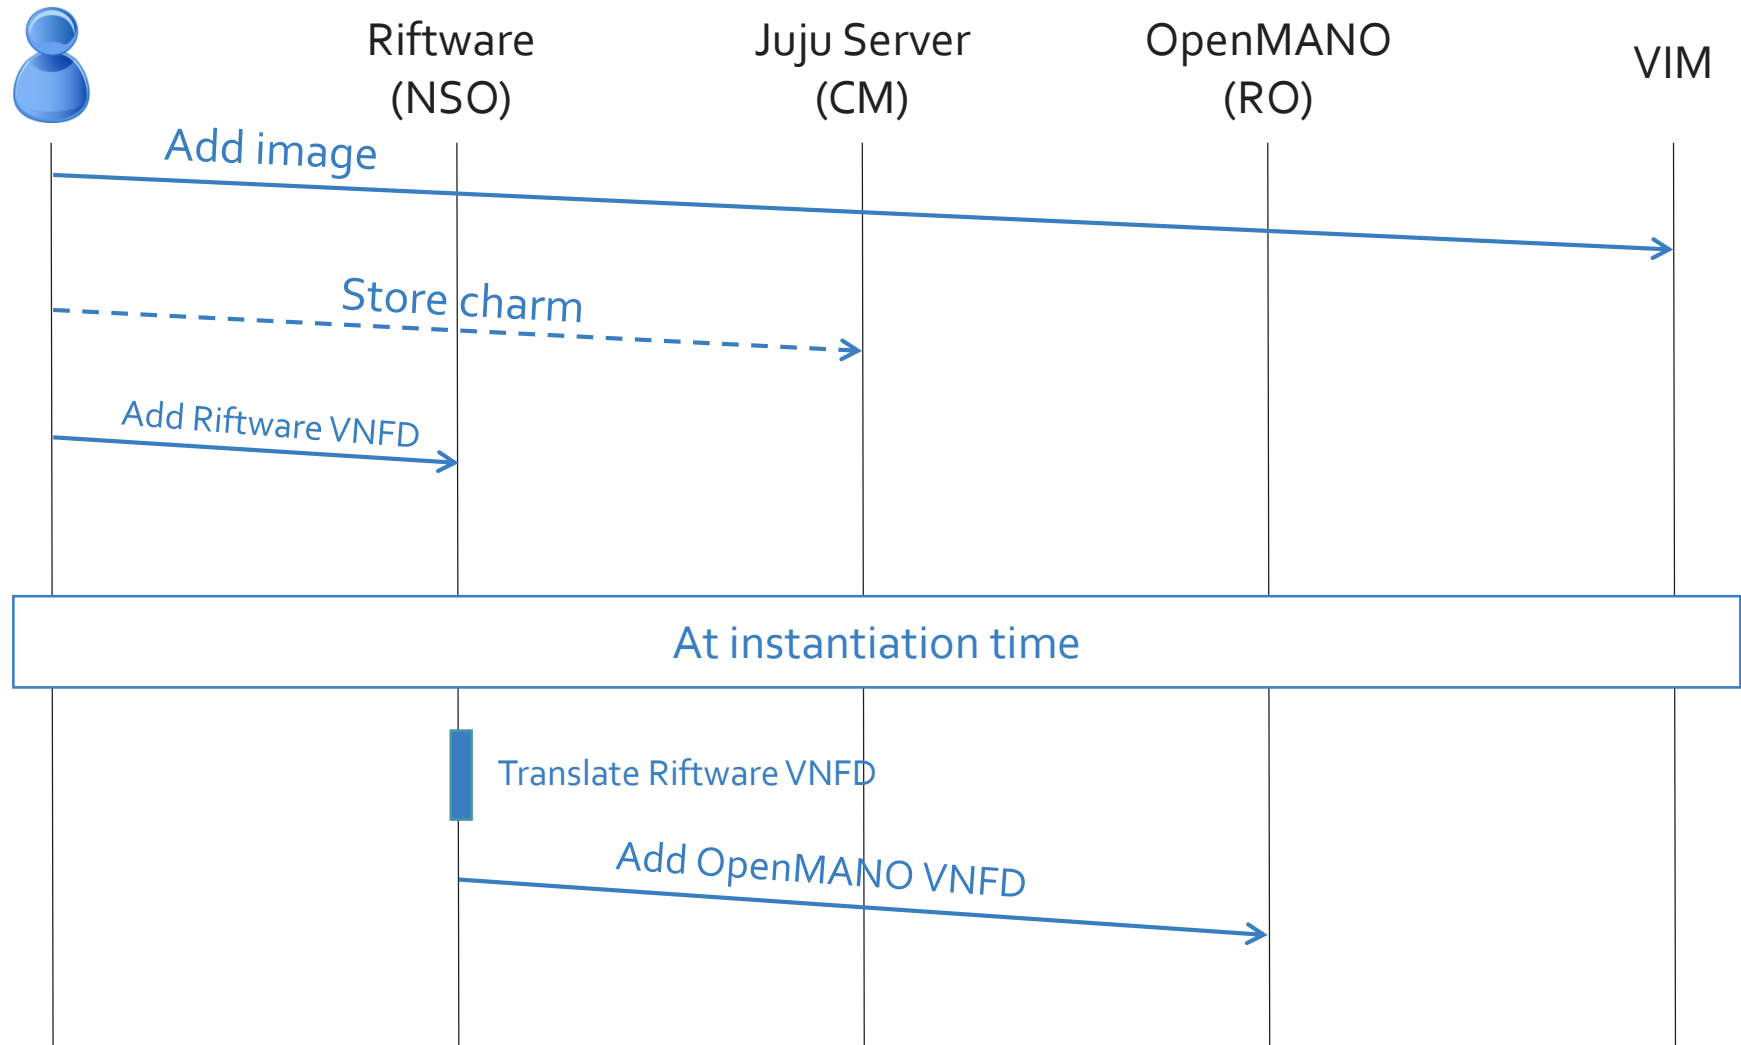 Riftware
(NSO)
Juju Server
(CM)
OpenMANO
(RO)
VIM
Add image
Store charm
Add Riftware VNFD
At instantiation time
Translate Riftware VNFD
Add OpenMANO VNFD